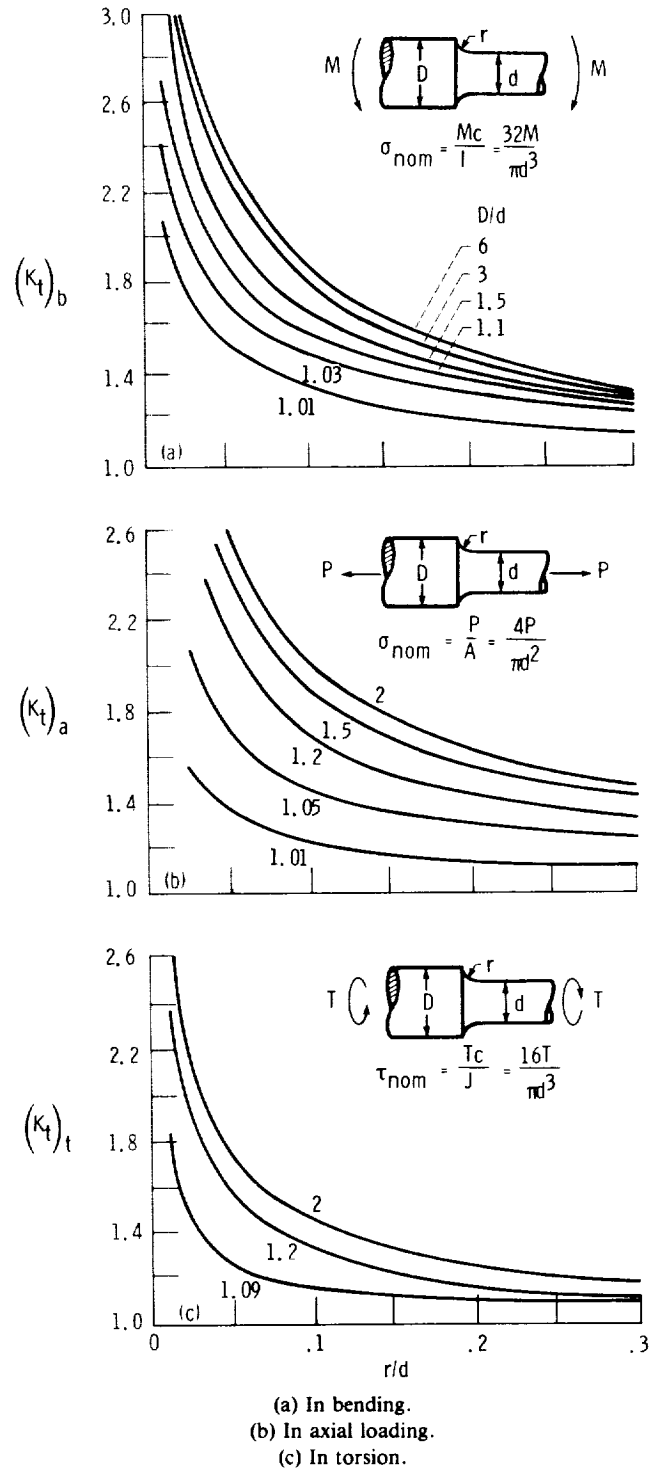 3.0
2.6
2.2
1.8
1.4
1.0
(Kt)b
M
D
r
d
M
σnom = Mc/I = 32M/πd³
D/d
6
3
1.5
1.1
1.03
1.01
(a)
2.6
2.2
1.8
1.4
1.0
(Kt)a
P
D
r
d
P
σnom = P/A = 4P/πd²
2
1.5
1.2
1.05
1.01
(b)
2.6
2.2
1.8
1.4
1.0
(Kt)t
T
D
r
d
T
τnom = Tc/J = 16T/πd³
2
1.2
1.09
(c)
0 .1 .2 .3
r/d
(a) In bending.
(b) In axial loading.
(c) In torsion.